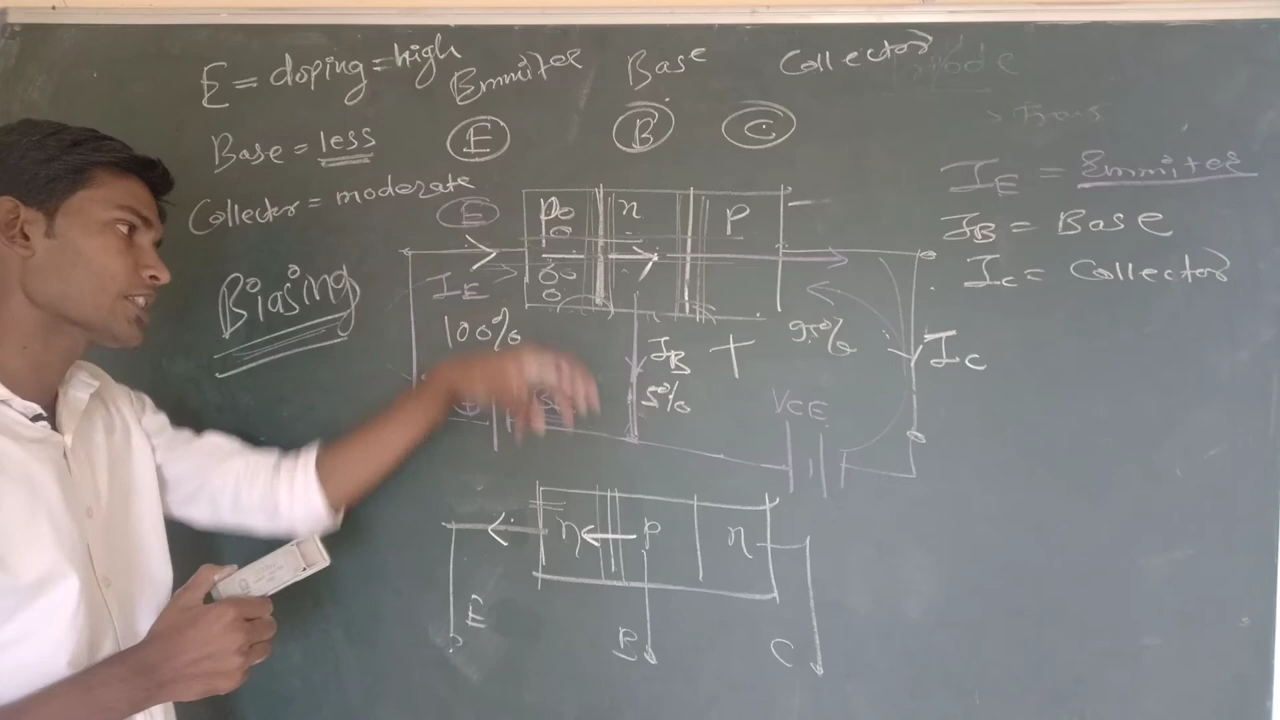 E = doping = high
Emmiter Base Collector
Base = less
E B C
Collector = moderate
E
P n P
Biasing
IE
100%
IB
5%
95%
IC
VCE
IE = Emmiter
IB = Base
IC = Collector
n P n
E B C